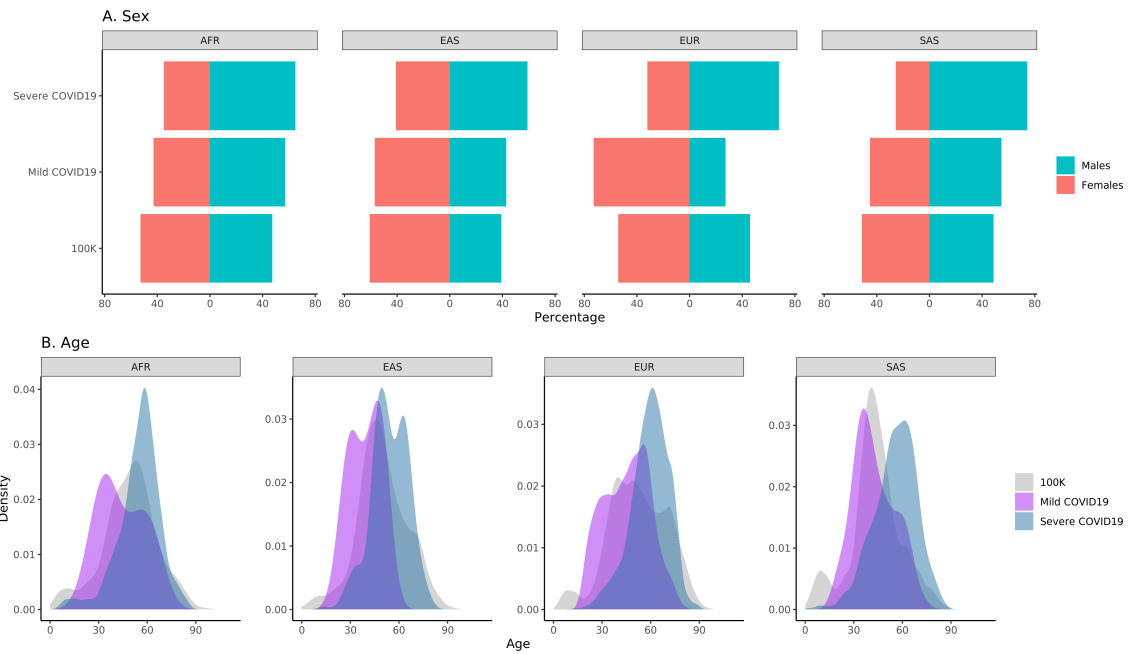 A. Sex
AFR EAS EUR SAS
Severe COVID19
Mild COVID19
100K
Males
Females
80 40 0 40 80 80 40 0 40 80 80 40 0 40 80 80 40 0 40 80
Percentage
B. Age
AFR EAS EUR SAS
0.04
0.03
0.02
0.01
0.00
0.03
0.02
0.01
0.00
0.03
0.02
0.01
0.00
0.03
0.02
0.01
0.00
Density
100K
Mild COVID19
Severe COVID19
0 30 60 90 0 30 60 90 0 30 60 90 0 30 60 90
Age